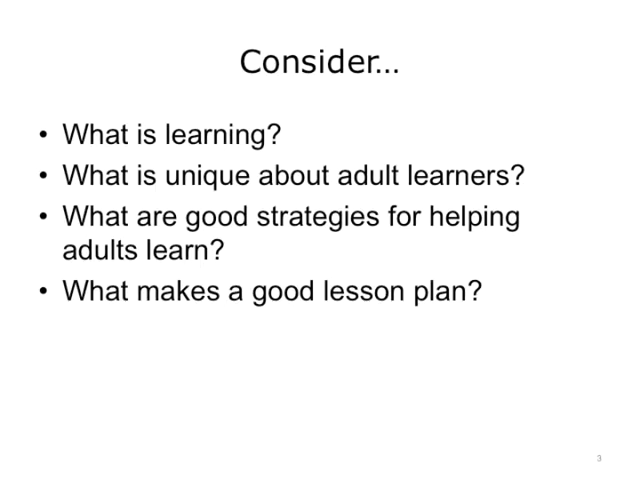 Consider…
• What is learning?
• What is unique about adult learners?
• What are good strategies for helping
adults learn?
• What makes a good lesson plan?
3